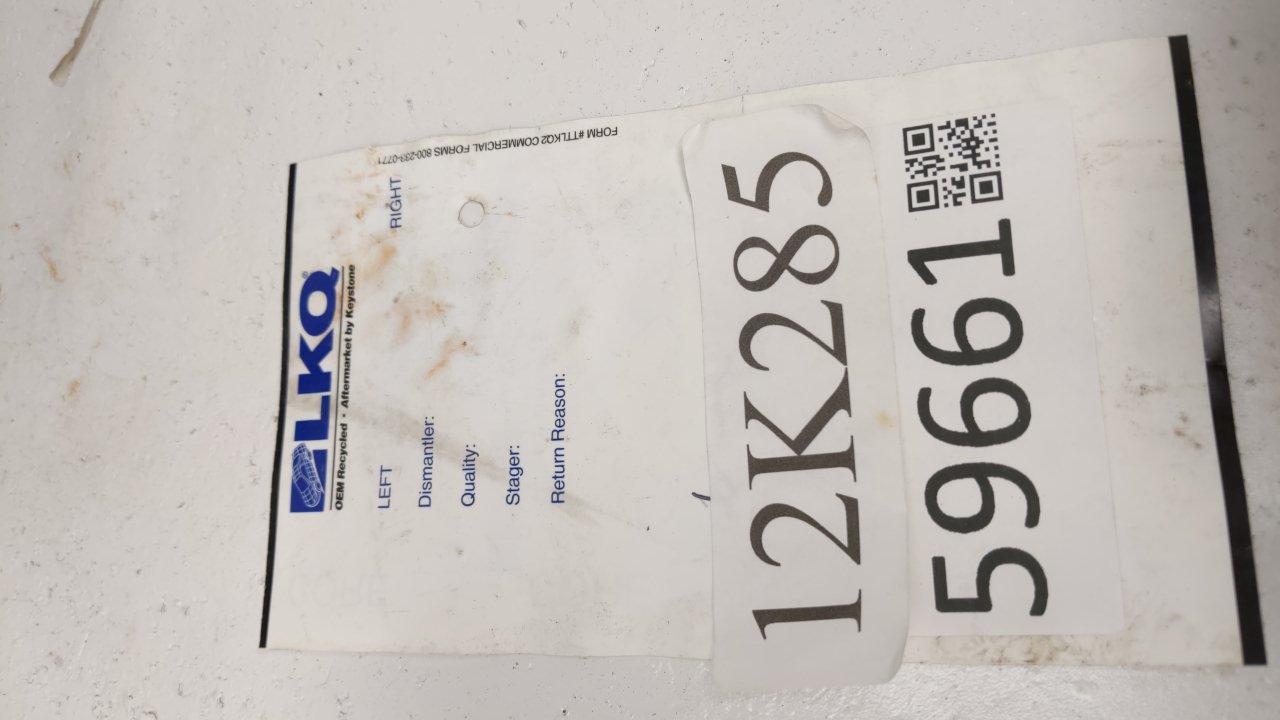 LKQ®
OEM Recycled • Aftermarket by Keystone
LEFT RIGHT
Dismantler:
Quality:
Stager:
Return Reason:
FORM #TTLKQ2 COMMERCIAL FORMS 800-233-0771
12K285
59661